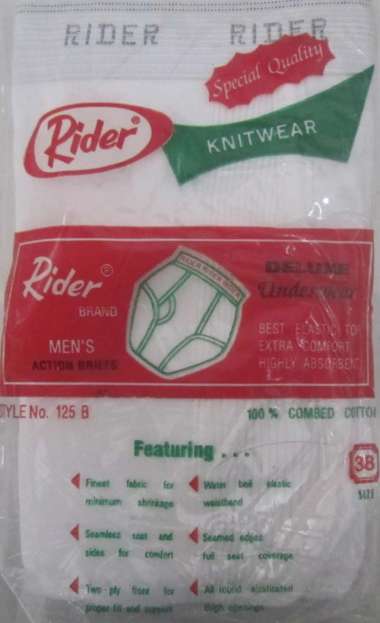 RIDER RIDER
Special Quality
Rider®
KNITWEAR
Rider®
BRAND
MEN'S
ACTION BRIEFS
DELUXE
Underwear
BEST ELASTIC TOP
EXTRA COMFORT
HIGHLY ABSORBENT
STYLE No. 125 B
100 % COMBED COTTON
Featuring . . .
38
SIZE
Finest fabric for
minimum shrinkage
Water boil elastic
waistband
Seamless seat and
sides for comfort
Seamed edges
full seat coverage
Two ply front for
proper fit and support
All round elasticated
thigh openings